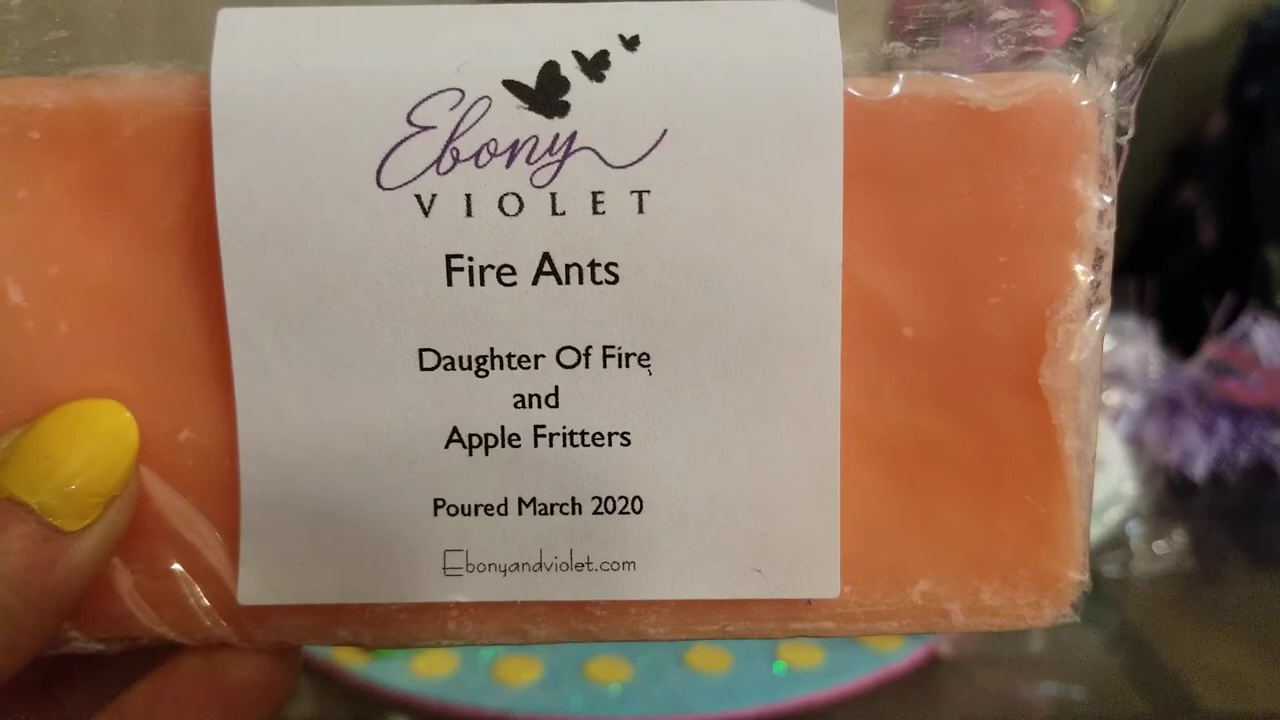 Ebony
VIOLET
Fire Ants
Daughter Of Fire
and
Apple Fritters
Poured March 2020
Ebonyandviolet.com